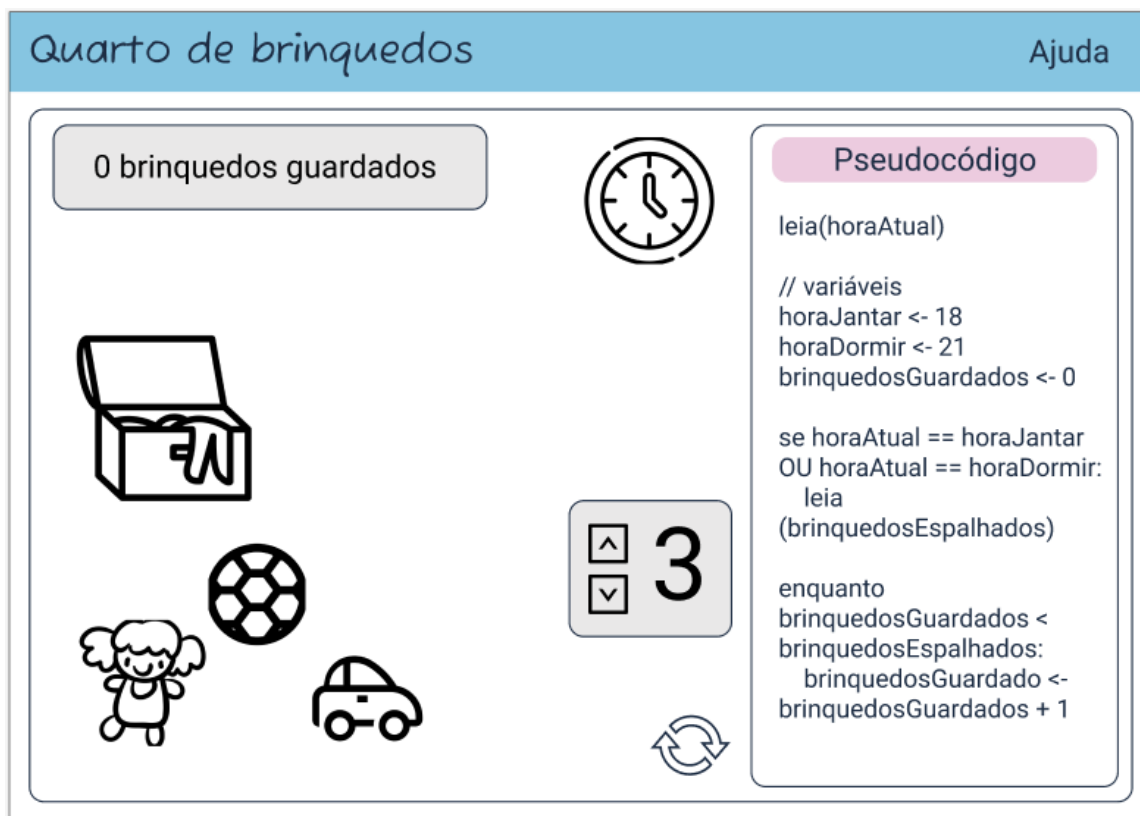 Quarto de brinquedos
Ajuda
0 brinquedos guardados
3
Pseudocódigo
leia(horaAtual)
// variáveis
horaJantar <- 18
horaDormir <- 21
brinquedosGuardados <- 0
se horaAtual == horaJantar
OU horaAtual == horaDormir:
leia
(brinquedosEspalhados)
enquanto
brinquedosGuardados <
brinquedosEspalhados:
brinquedosGuardado <-
brinquedosGuardados + 1